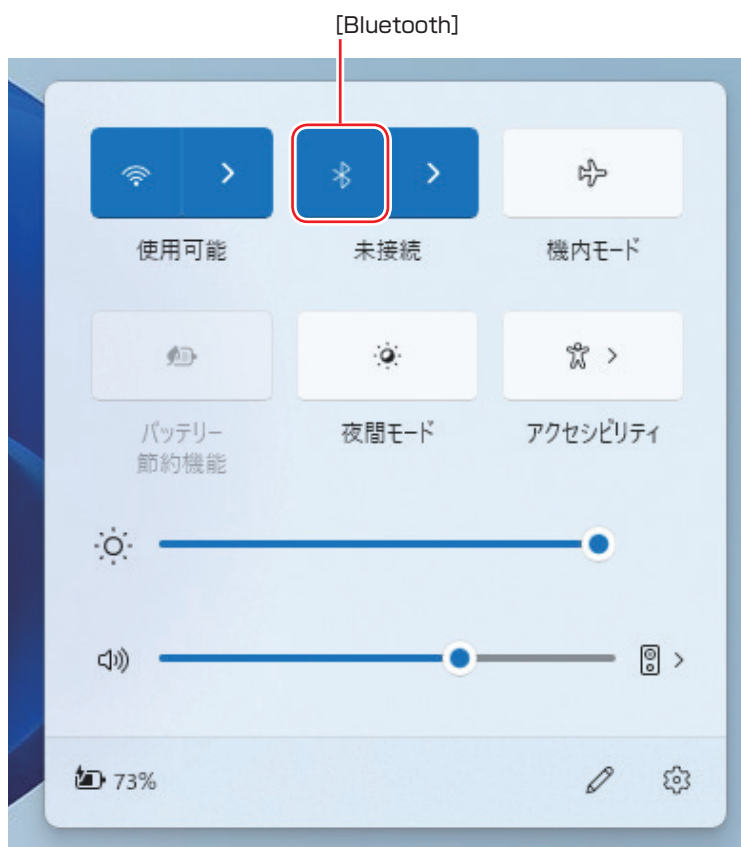 [Bluetooth]
使用可能
未接続
機内モード
バッテリー
節約機能
夜間モード
アクセシビリティ
73%